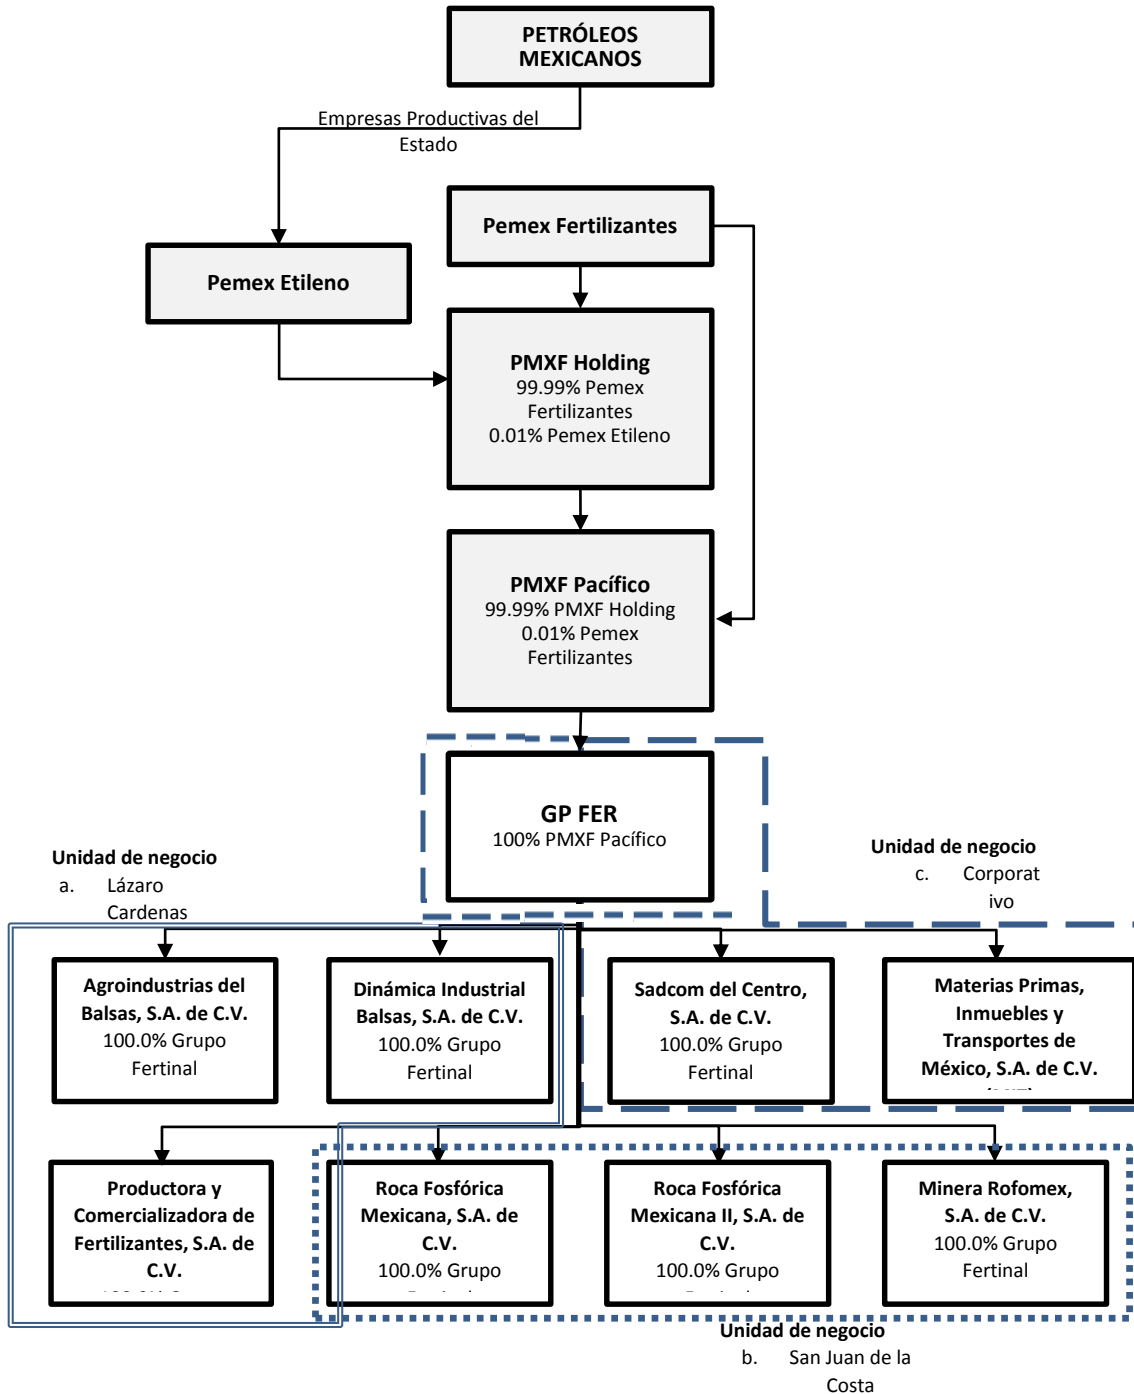 PETRÓLEOS
MEXICANOS
Empresas Productivas del
Estado
Pemex Fertilizantes
Pemex Etileno
PMXF Holding
99.99% Pemex
Fertilizantes
0.01% Pemex Etileno
PMXF Pacífico
99.99% PMXF Holding
0.01% Pemex
Fertilizantes
GP FER
100% PMXF Pacífico
Unidad de negocio
a. Lázaro
Cardenas
Unidad de negocio
c. Corporat
ivo
Agroindustrias del
Balsas, S.A. de C.V.
100.0% Grupo
Fertinal
Dinámica Industrial
Balsas, S.A. de C.V.
100.0% Grupo
Fertinal
Sadcom del Centro,
S.A. de C.V.
100.0% Grupo
Fertinal
Materias Primas,
Inmuebles y
Transportes de
México, S.A. de C.V.
Productora y
Comercializadora de
Fertilizantes, S.A. de
C.V.
Roca Fosfórica
Mexicana, S.A. de
C.V.
100.0% Grupo
Roca Fosfórica
Mexicana II, S.A. de
C.V.
100.0% Grupo
Minera Rofomex,
S.A. de C.V.
100.0% Grupo
Fertinal
Unidad de negocio
b. San Juan de la
Costa